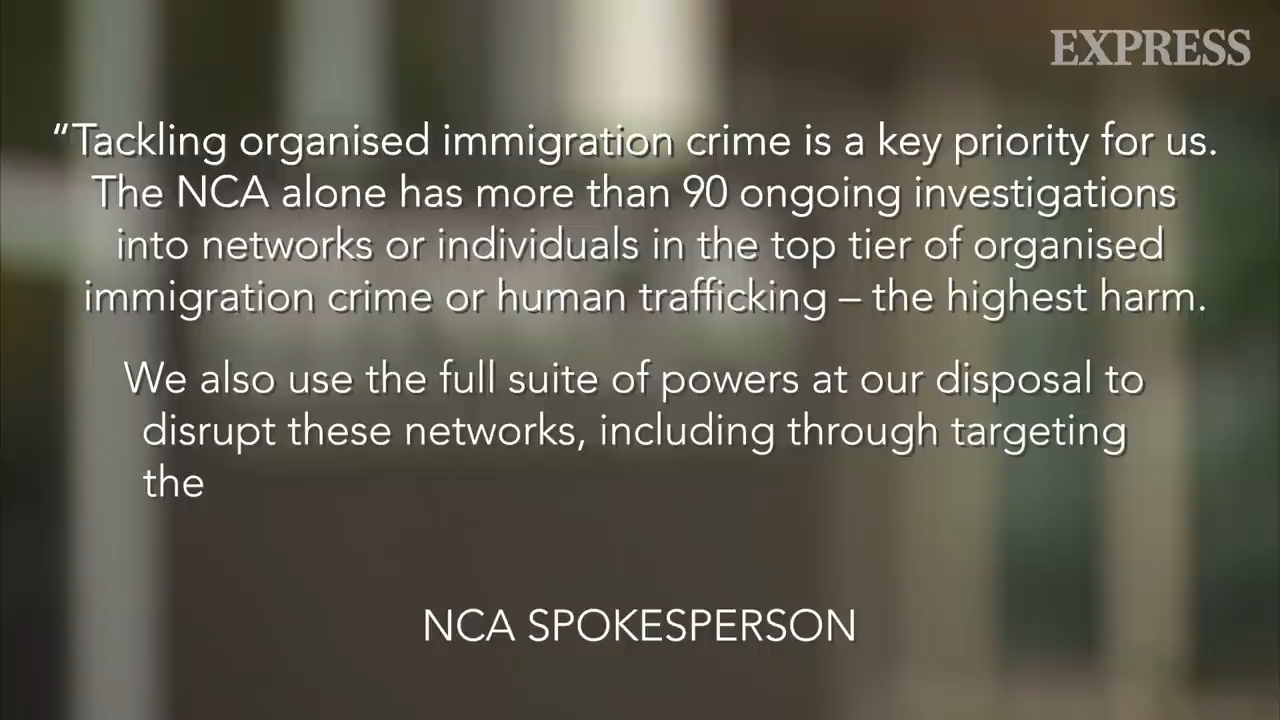 EXPRESS
“Tackling organised immigration crime is a key priority for us.
The NCA alone has more than 90 ongoing investigations
into networks or individuals in the top tier of organised
immigration crime or human trafficking – the highest harm.
We also use the full suite of powers at our disposal to
disrupt these networks, including through targeting
the
NCA SPOKESPERSON